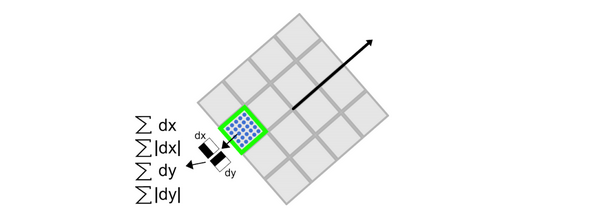 ∑ dx
∑|dx|
∑ dy
∑|dy|
dx
dy